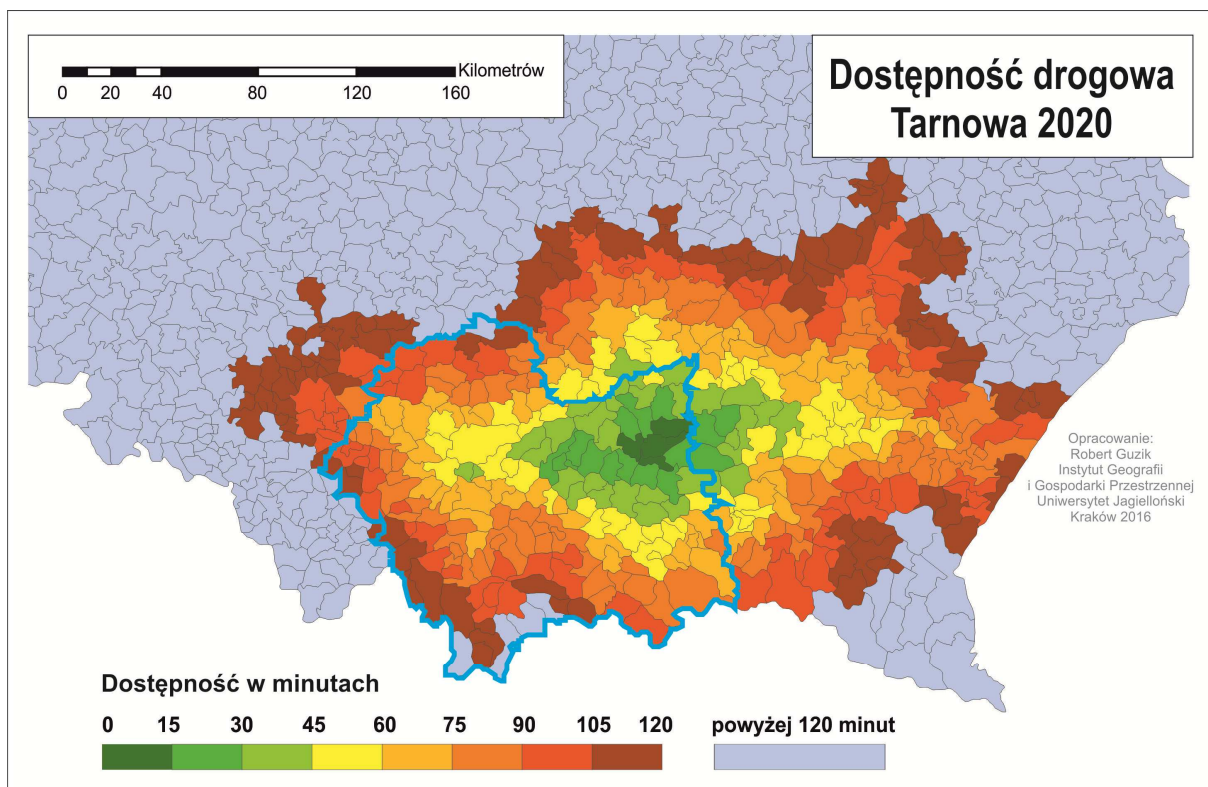 Kilometrów
0 20 40 80 120 160
Dostępność drogowa
Tarnowa 2020
Opracowanie:
Robert Guzik
Instytut Geografii
i Gospodarki Przestrzennej
Uniwersytet Jagielloński
Kraków 2016
Dostępność w minutach
0 15 30 45 60 75 90 105 120 powyżej 120 minut